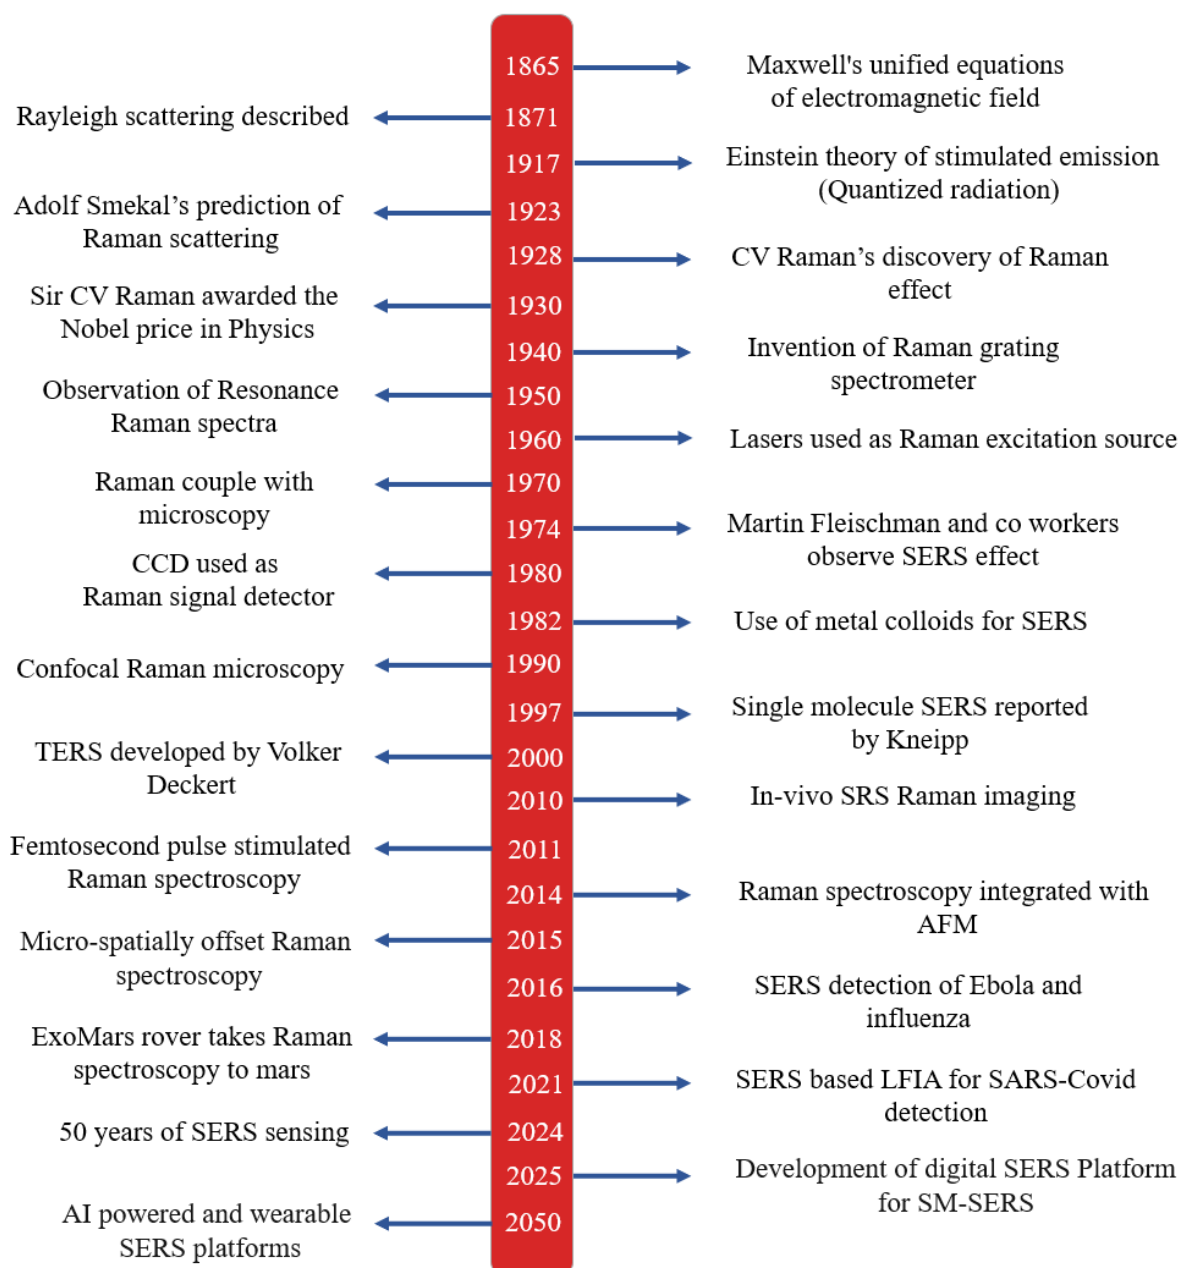 1865
Maxwell's unified equations
of electromagnetic field
Rayleigh scattering described
1871
1917
Einstein theory of stimulated emission
(Quantized radiation)
Adolf Smekal’s prediction of
Raman scattering
1923
1928
CV Raman’s discovery of Raman
effect
Sir CV Raman awarded the
Nobel price in Physics
1930
1940
Invention of Raman grating
spectrometer
Observation of Resonance
Raman spectra
1950
1960
Lasers used as Raman excitation source
Raman couple with
microscopy
1970
1974
Martin Fleischman and co workers
observe SERS effect
CCD used as
Raman signal detector
1980
1982
Use of metal colloids for SERS
Confocal Raman microscopy
1990
1997
Single molecule SERS reported
by Kneipp
TERS developed by Volker
Deckert
2000
2010
In-vivo SRS Raman imaging
Femtosecond pulse stimulated
Raman spectroscopy
2011
2014
Raman spectroscopy integrated with
AFM
Micro-spatially offset Raman
spectroscopy
2015
2016
SERS detection of Ebola and
influenza
ExoMars rover takes Raman
spectroscopy to mars
2018
2021
SERS based LFIA for SARS-Covid
detection
50 years of SERS sensing
2024
2025
Development of digital SERS Platform
for SM-SERS
AI powered and wearable
SERS platforms
2050